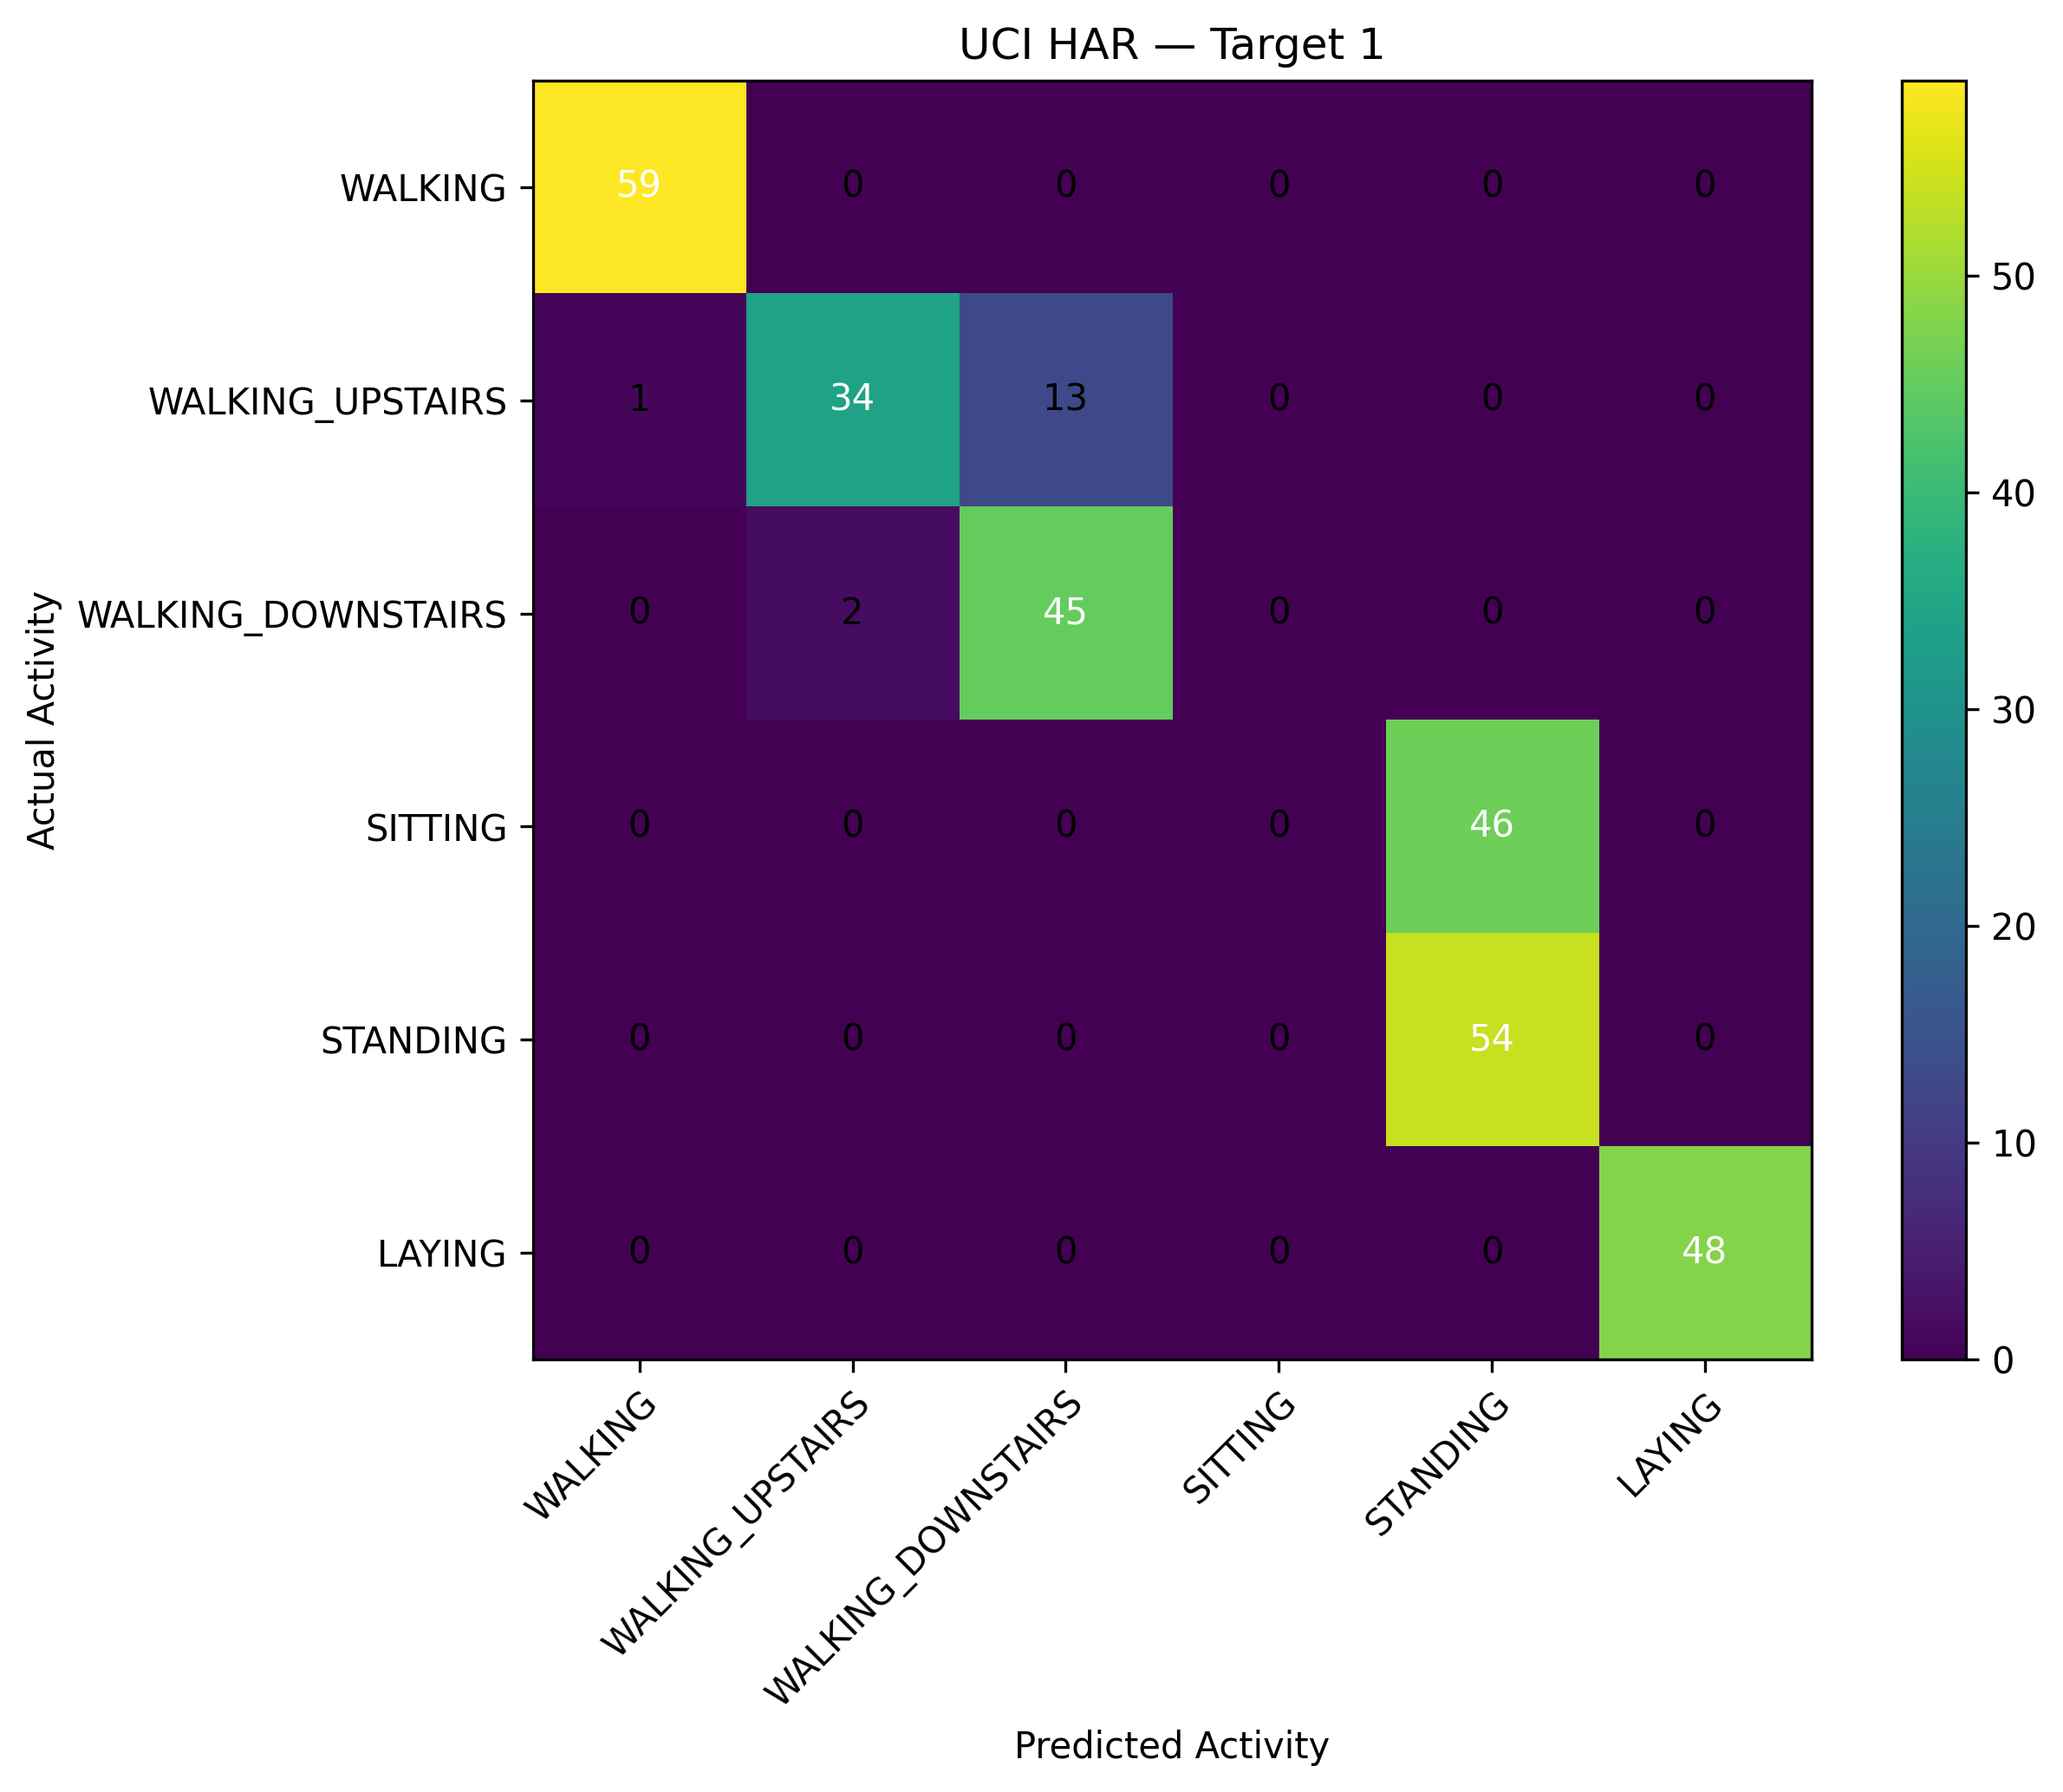 UCI HAR — Target 1
WALKING 59 0 0 0 0 0
WALKING_UPSTAIRS 1 34 13 0 0 0
WALKING_DOWNSTAIRS 0 2 45 0 0 0
SITTING 0 0 0 0 46 0
STANDING 0 0 0 0 54 0
LAYING 0 0 0 0 0 48
Actual Activity
WALKING
WALKING_UPSTAIRS
WALKING_DOWNSTAIRS
SITTING
STANDING
LAYING
Predicted Activity
50
40
30
20
10
0